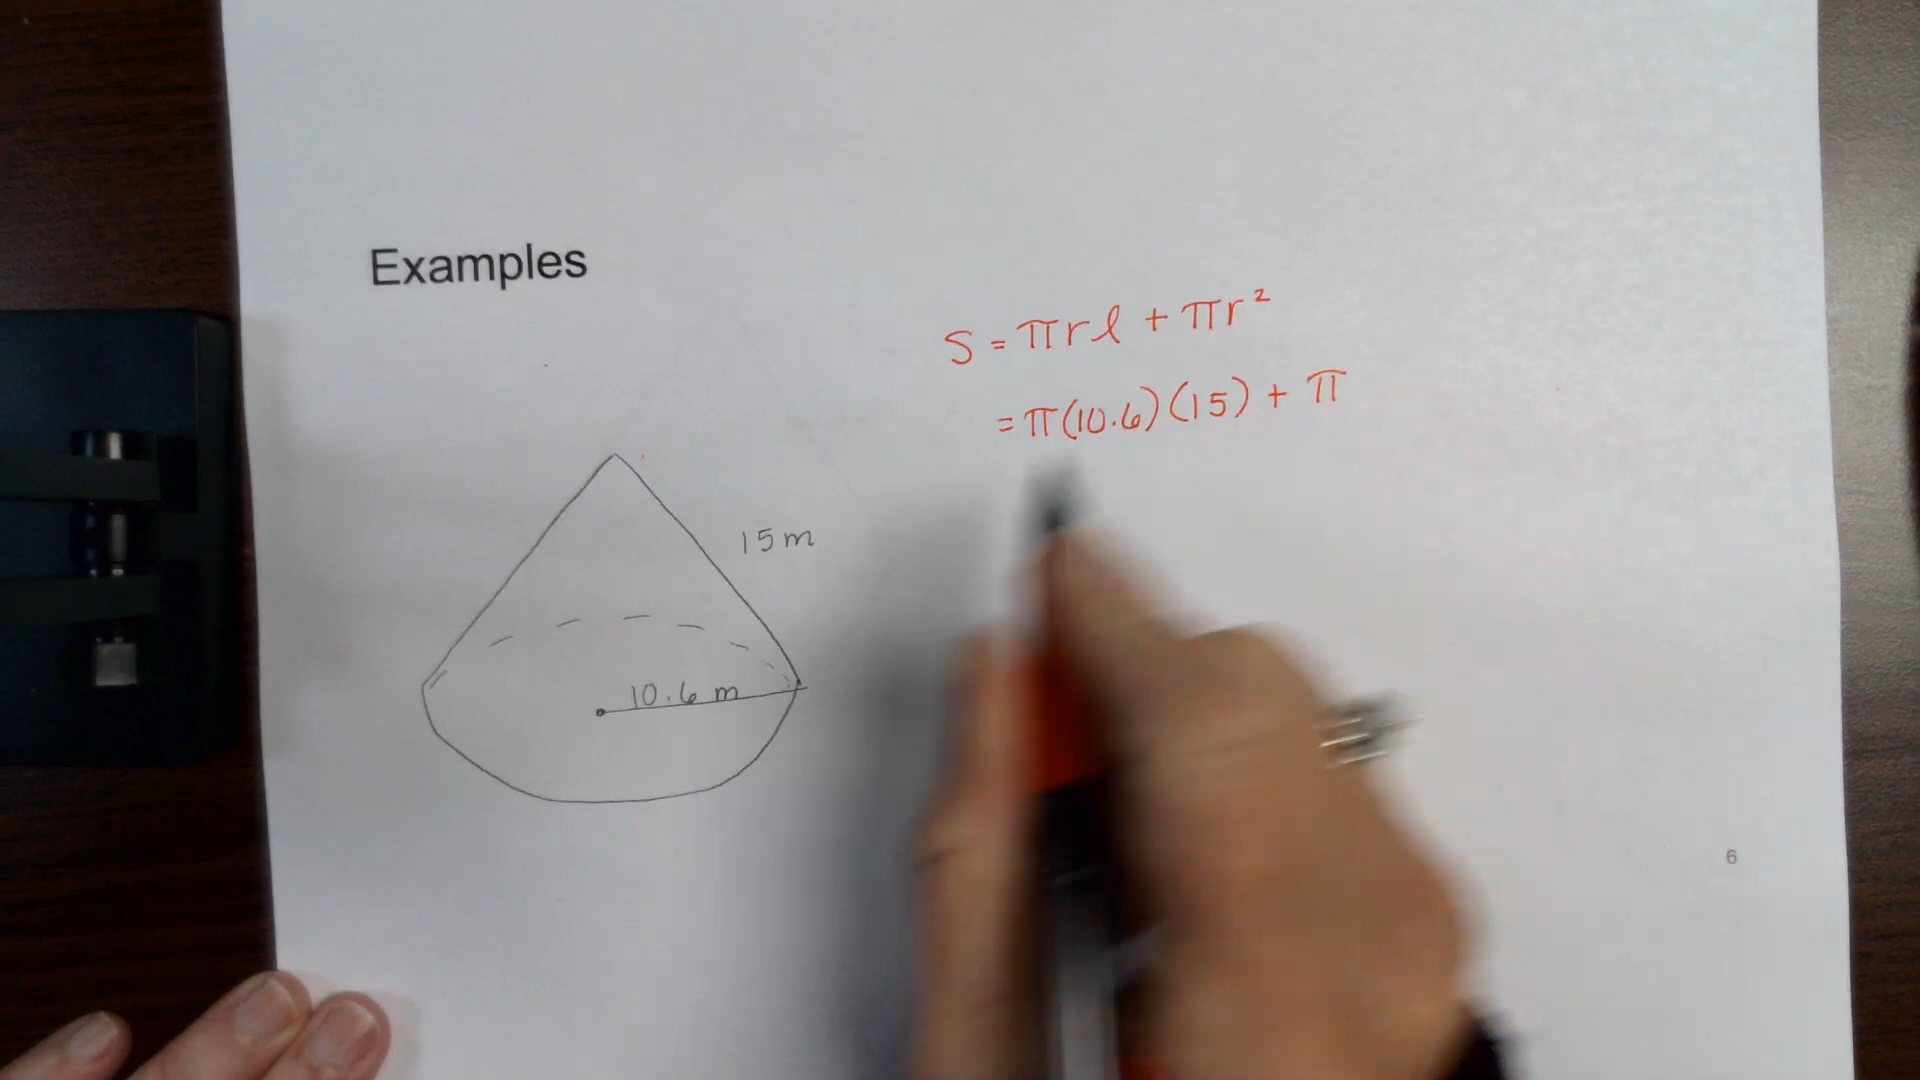 Examples
S = πrl + πr²
= π(10.6)(15) + π
15 m
10.6 m
6